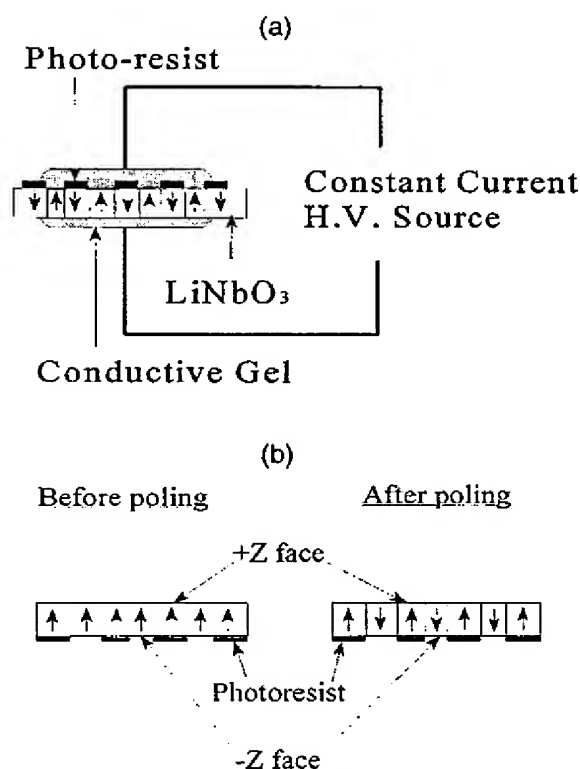 (a)
Photo-resist
Constant Current
H.V. Source
LiNbO₃
Conductive Gel
(b)
Before poling
After poling
+Z face
Photoresist
-Z face